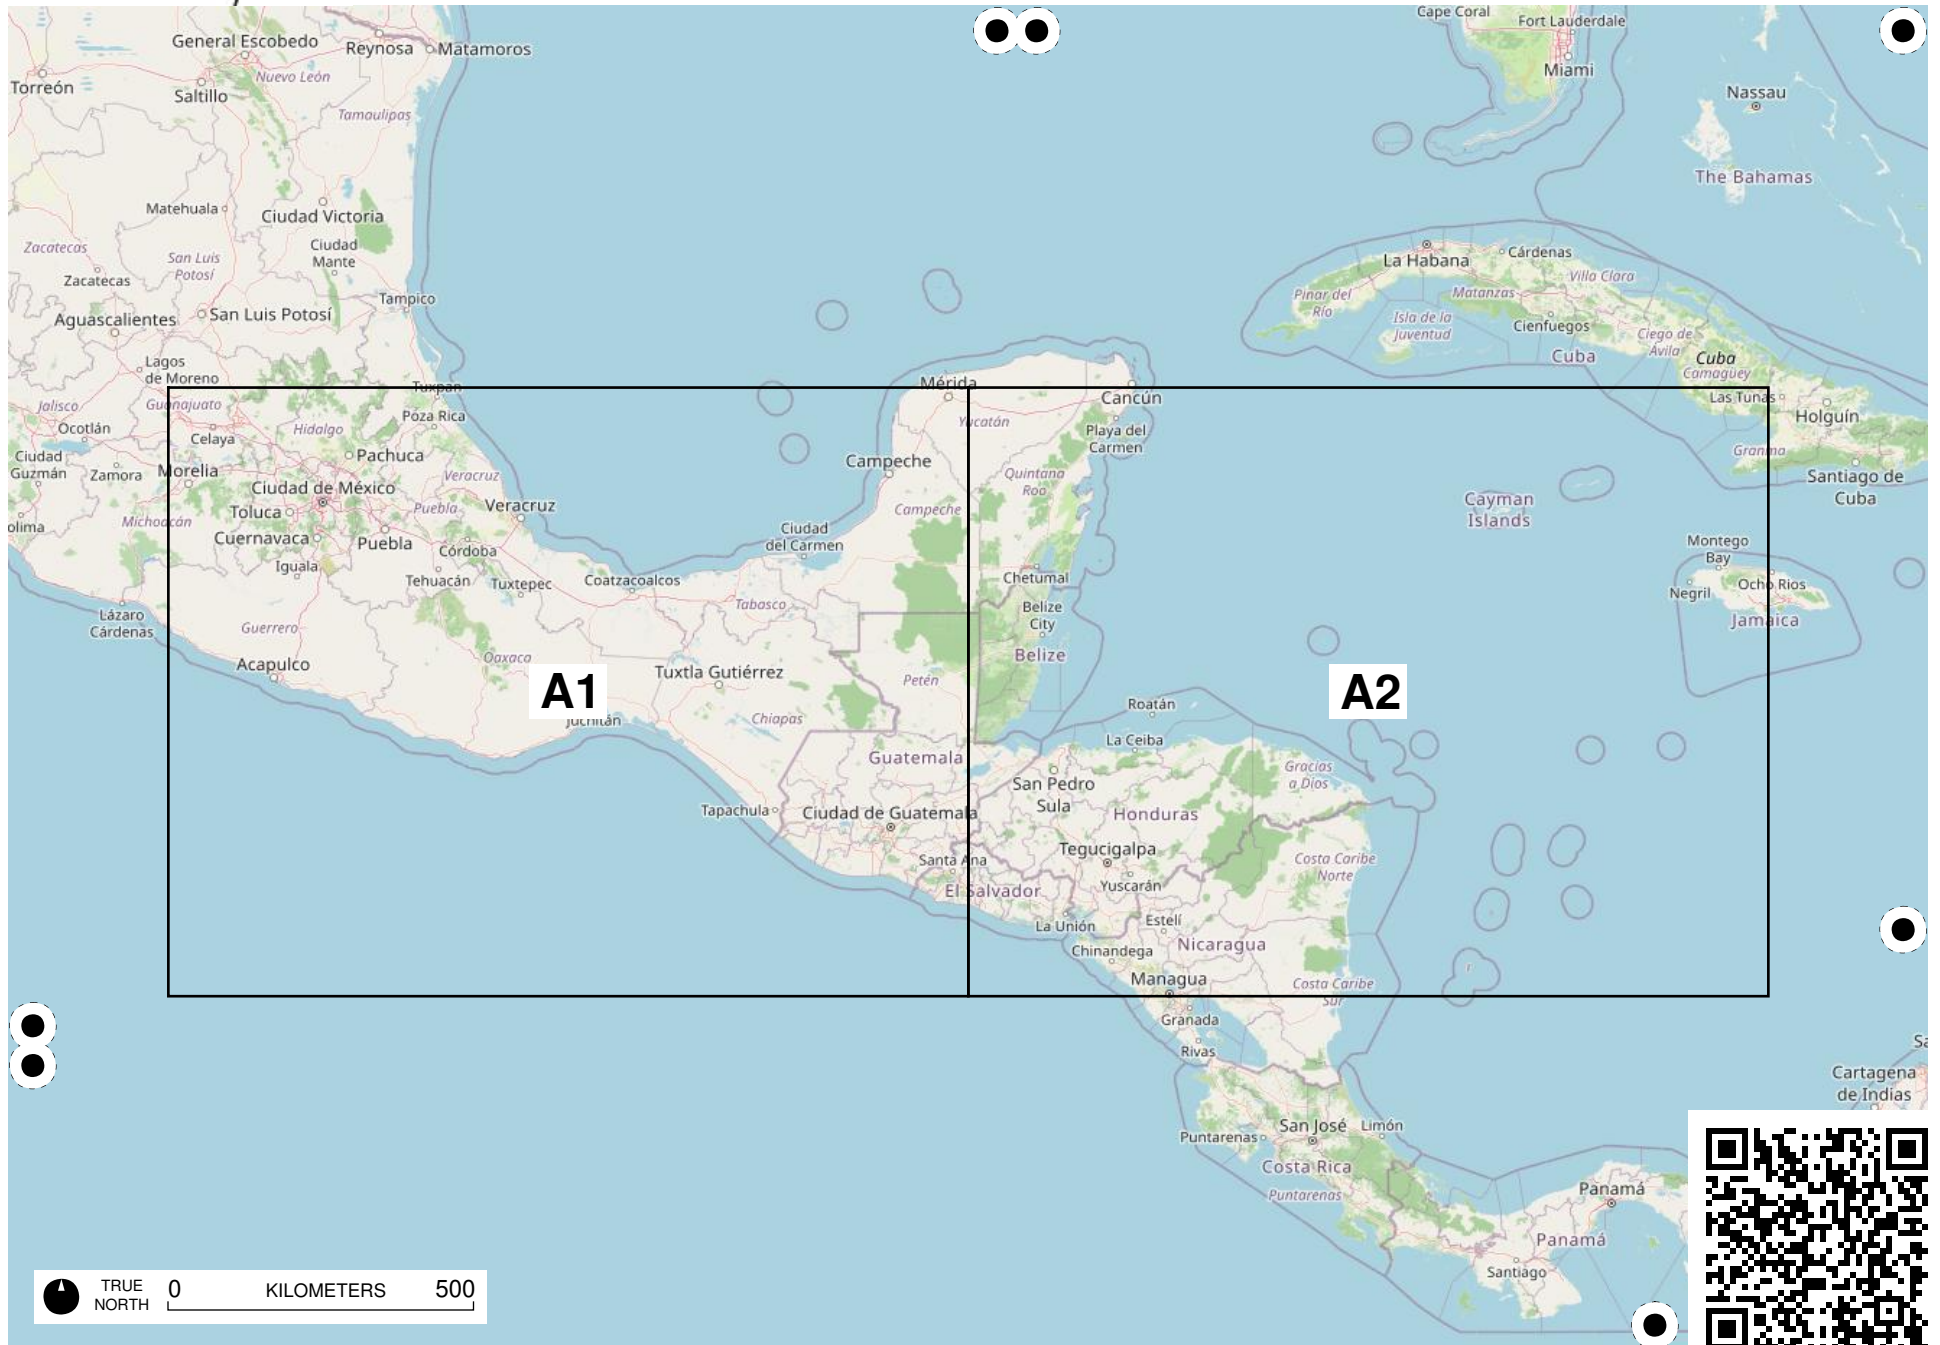 Cape Coral
Fort Lauderdale
General Escobedo
Reynosa
Matamoros
Nuevo León
Miami
Torreón
Saltillo
Nassau
Tamaulipas
The Bahamas
Matehuala
Ciudad Victoria
Zacatecas
San Luis
Potosí
Ciudad
Mante
La Habana
Cárdenas
Zacatecas
Villa Clara
Pinar del
Río
Matanzas
Tampico
Aguascalientes
San Luis Potosí
Isla de la
Juventud
Cienfuegos
Ciego de
Ávila
Cuba
Cuba
Camagüey
Lagos
de Moreno
Tuxpan
Mérida
Cancún
Las Tunas
Holguín
Jalisco
Guanajuato
Poza Rica
Yucatán
Ocotlán
Celaya
Hidalgo
Playa del
Carmen
Granma
Ciudad
Guzmán
Zamora
Morelia
Pachuca
Veracruz
Campeche
Quintana
Roo
Santiago de
Cuba
Ciudad de México
Toluca
Puebla
Veracruz
Campeche
Cayman
Islands
olima
Michoacán
Cuernavaca
Puebla
Córdoba
Ciudad
del Carmen
Montego
Bay
Iguala
Tehuacán
Tuxtepec
Coatzacoalcos
Chetumal
Negril
Ocho Rios
Jamaica
Lázaro
Cárdenas
Guerrero
Tabasco
Belize
City
Acapulco
Oaxaca
Tuxtla Gutiérrez
Petén
Belize
A1
A2
Juchitán
Chiapas
Roatán
La Ceiba
Guatemala
Gracias
a Dios
San Pedro
Sula
Tapachula
Ciudad de Guatemala
Honduras
Santa Ana
Tegucigalpa
Costa Caribe
Norte
El Salvador
Yuscarán
La Unión
Estelí
Chinandega
Nicaragua
Managua
Costa Caribe
Sur
Granada
Rivas
Sa
Cartagena
de Indias
San José
Limón
Puntarenas
Costa Rica
Puntarenas
Panamá
Panamá
Santiago
TRUE
NORTH
0 KILOMETERS 500